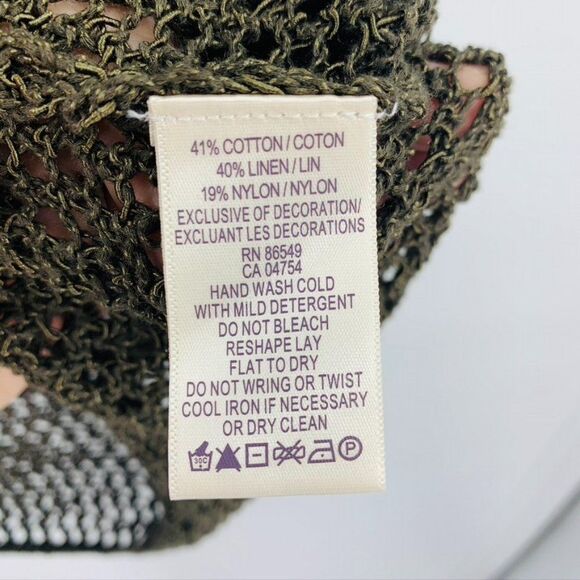 41% COTTON/COTON
40% LINEN/LIN
19% NYLON/NYLON
EXCLUSIVE OF DECORATION/
EXCLUANT LES DECORATIONS
RN 86549
CA 04754
HAND WASH COLD
WITH MILD DETERGENT
DO NOT BLEACH
RESHAPE LAY
FLAT TO DRY
DO NOT WRING OR TWIST
COOL IRON IF NECESSARY
OR DRY CLEAN
30C P